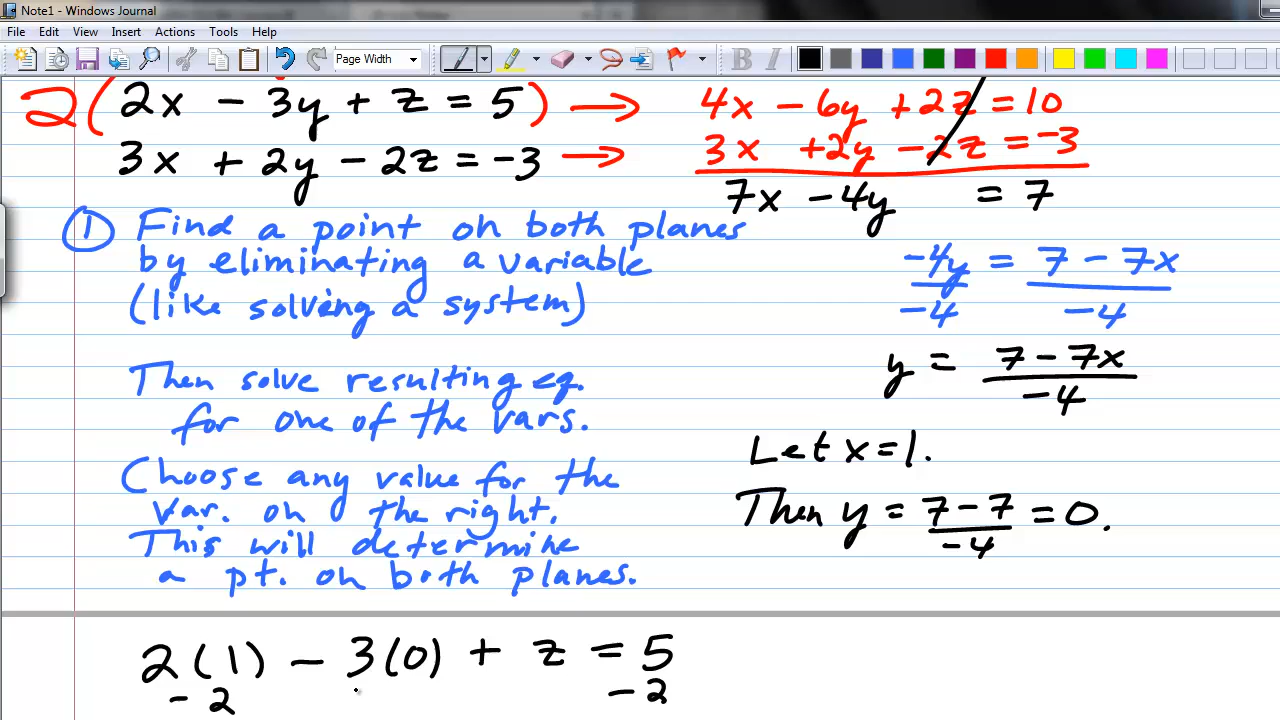 Note1 - Windows Journal
File Edit View Insert Actions Tools Help
Page Width
B I
2(2x - 3y + z = 5) → 4x - 6y + 2z = 10
3x + 2y - 2z = -3 → 3x + 2y - 2z = -3
7x - 4y = 7
① Find a point on both planes
by eliminating a variable
(like solving a system)
-4y = 7 - 7x
-4 -4
y = 7 - 7x
-4
Then solve resulting eq.
for one of the vars.
Let x = 1.
Choose any value for the
var. on the right.
This will determine
a pt. on both planes.
Then y = 7 - 7 = 0.
-4
2(1) - 3(0) + z = 5
-2 -2